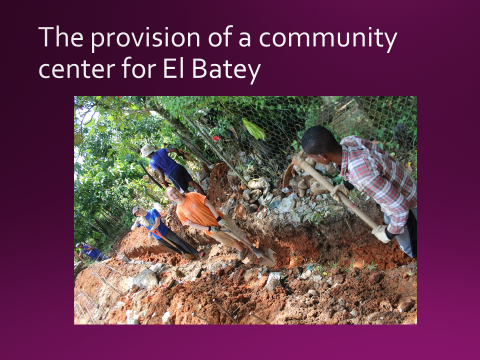 The provision of a community
center for El Batey